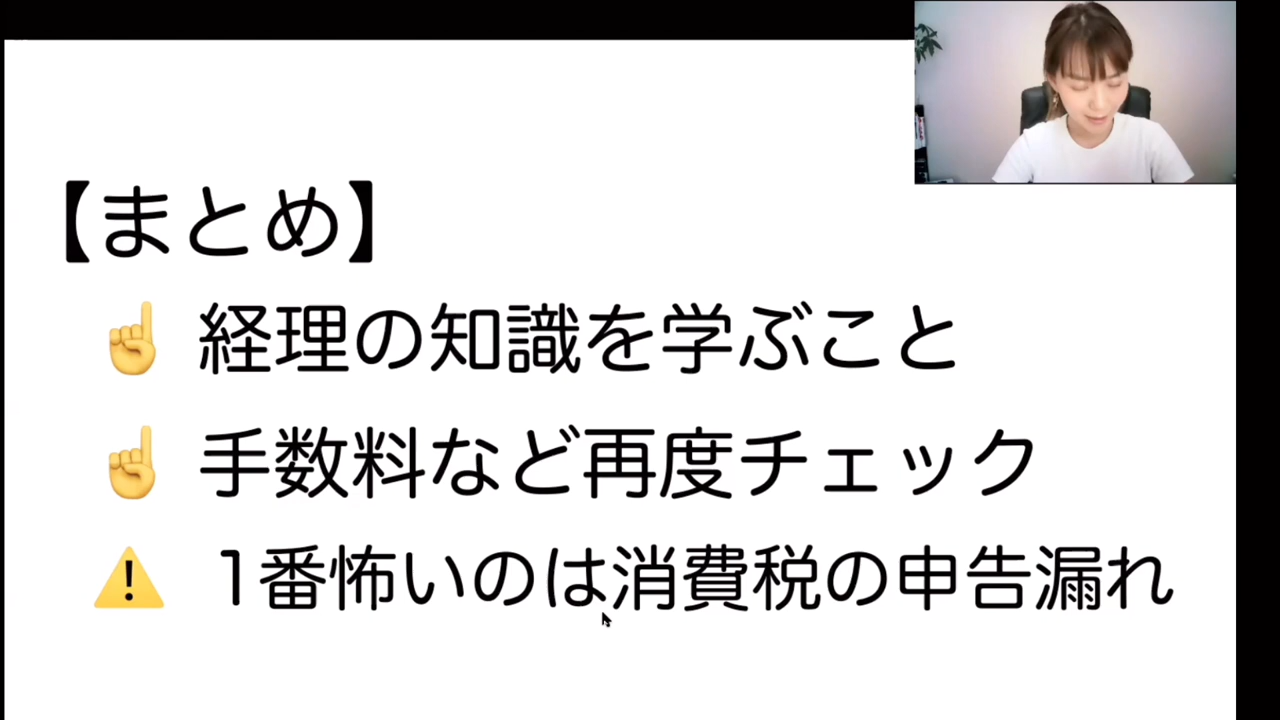 【まとめ】
☝ 経理の知識を学ぶこと
☝ 手数料など再度チェック
⚠ 1番怖いのは消費税の申告漏れ